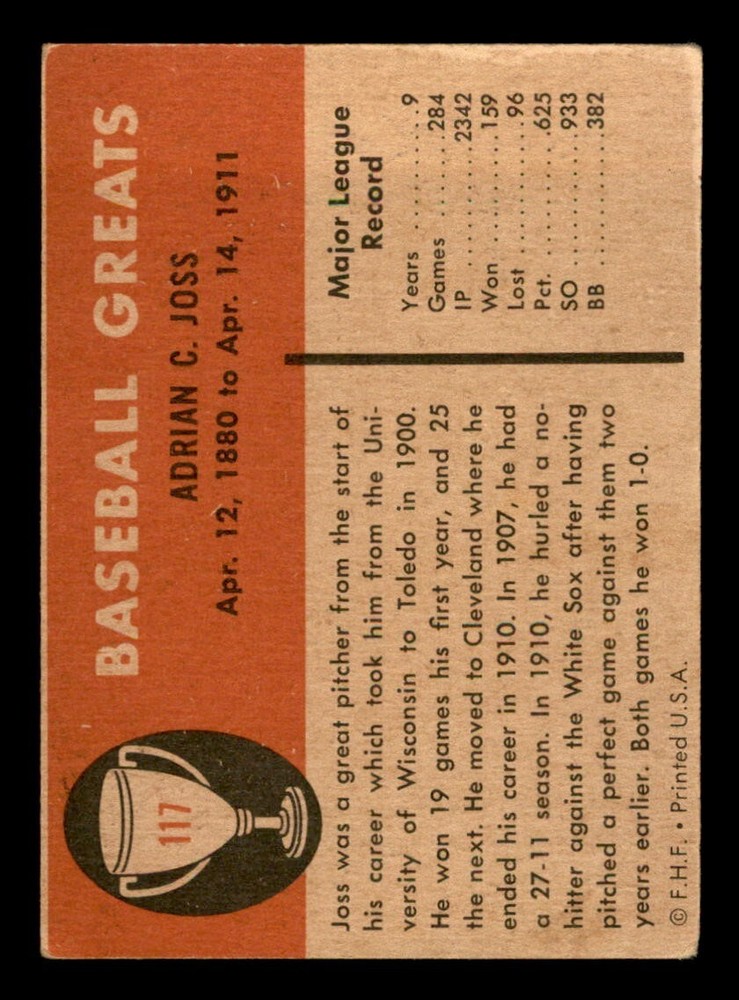 117
BASEBALL GREATS
ADRIAN C. JOSS
Apr. 12, 1880 to Apr. 14, 1911
Joss was a great pitcher from the start of
his career which took him from the Uni-
versity of Wisconsin to Toledo in 1900.
He won 19 games his first year, and 25
the next. He moved to Cleveland where he
ended his career in 1910. In 1907, he had
a 27-11 season. In 1910, he hurled a no-
hitter against the White Sox after having
pitched a perfect game against them two
years earlier. Both games he won 1-0.
© F.H.F. • Printed U.S.A.
Major League
Record
Years ........ 9
Games ...... 284
IP .......... 2342
Won ........ 159
Lost ......... 96
Pct. ........ .625
SO ......... 933
BB ......... 382